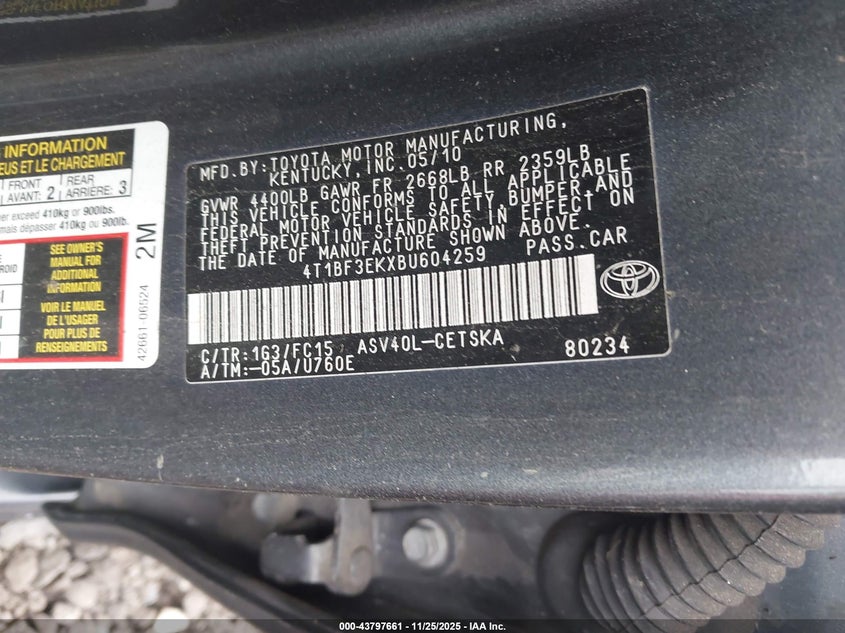 INFORMATION
EUS ET LE CHARGEMENT
FRONT
AVANT: 2
REAR
ARRIÈRE: 3
er exceed 410kg or 900lbs.
mais dépasser 410kg ou 900lb.
SEE OWNER'S
MANUAL FOR
ADDITIONAL
INFORMATION
VOIR LE MANUEL
DE L'USAGER
POUR PLUS DE
RENSEIGNEMENTS
2M
42661-06524
MFD.BY:TOYOTA MOTOR MANUFACTURING,
KENTUCKY,INC.05/10
GVWR 4400LB GAWR FR 2668LB RR 2359LB
THIS VEHICLE CONFORMS TO ALL APPLICABLE
FEDERAL MOTOR VEHICLE SAFETY,BUMPER,AND
THEFT PREVENTION STANDARDS IN EFFECT ON
THE DATE OF MANUFACTURE SHOWN ABOVE.
4T1BF3EKXBU604259 PASS.CAR
C/TR:163/FC15 ASV40L-CETSKA
A/TM:-05A/U760E 80234
000-43797661 | 11/25/2025 - IAA Inc.